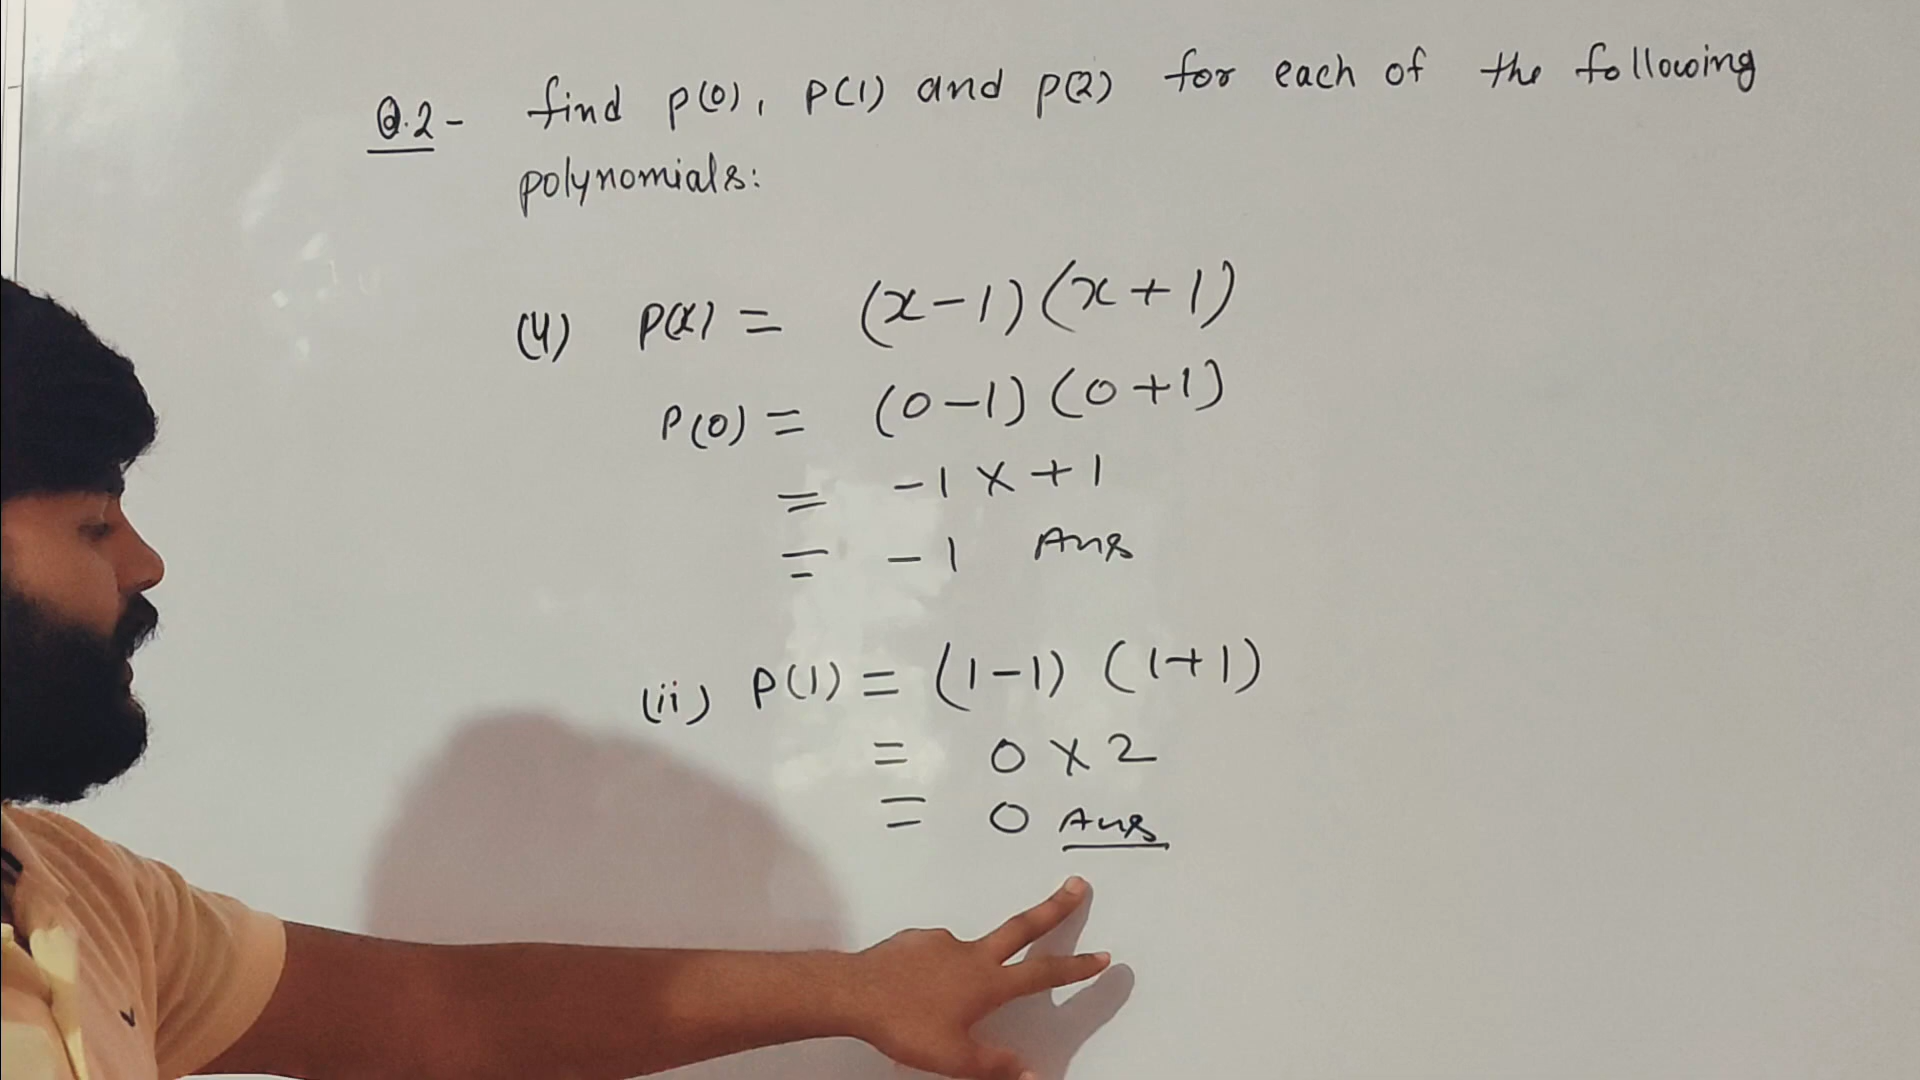 Q.2- find p(0), p(1) and p(2) for each of the following
polynomials:
(4) p(x) = (x-1)(x+1)
p(0) = (0-1)(0+1)
= -1 × +1
= -1 Ans
(ii) p(1) = (1-1) (1+1)
= 0 × 2
= 0 Ans